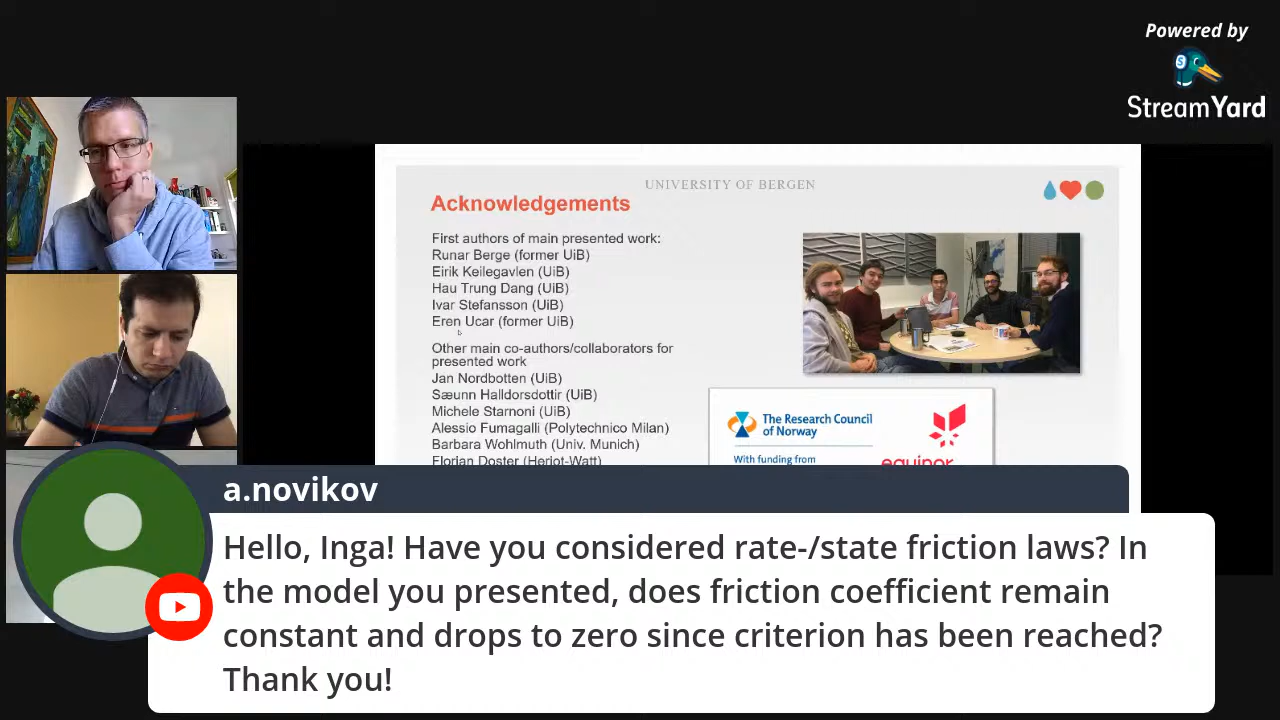 Powered by
StreamYard
UNIVERSITY OF BERGEN
Acknowledgements
First authors of main presented work:
Runar Berge (former UiB)
Eirik Keilegavlen (UiB)
Hau Trung Dang (UiB)
Ivar Stefansson (UiB)
Eren Ucar (former UiB)
Other main co-authors/collaborators for
presented work
Jan Nordbotten (UiB)
Sæunn Halldorsdottir (UiB)
Michele Starnoni (UiB)
Alessio Fumagalli (Polytechnico Milan)
Barbara Wohlmuth (Univ. Munich)
Florian Doster (Heriot-Watt)
The Research Council
of Norway
With funding from
equinor
a.novikov
Hello, Inga! Have you considered rate-/state friction laws? In
the model you presented, does friction coefficient remain
constant and drops to zero since criterion has been reached?
Thank you!